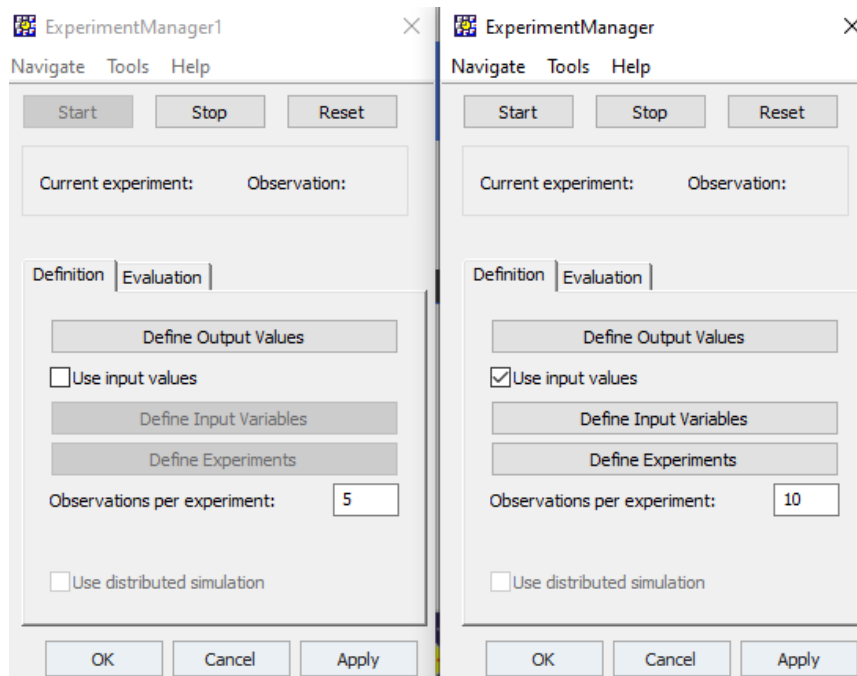 ExperimentManager1
Navigate Tools Help
Start Stop Reset
Current experiment: Observation:
Definition Evaluation
Define Output Values
Use input values
Define Input Variables
Define Experiments
Observations per experiment: 5
Use distributed simulation
OK Cancel Apply
ExperimentManager
Navigate Tools Help
Start Stop Reset
Current experiment: Observation:
Definition Evaluation
Define Output Values
Use input values
Define Input Variables
Define Experiments
Observations per experiment: 10
Use distributed simulation
OK Cancel Apply